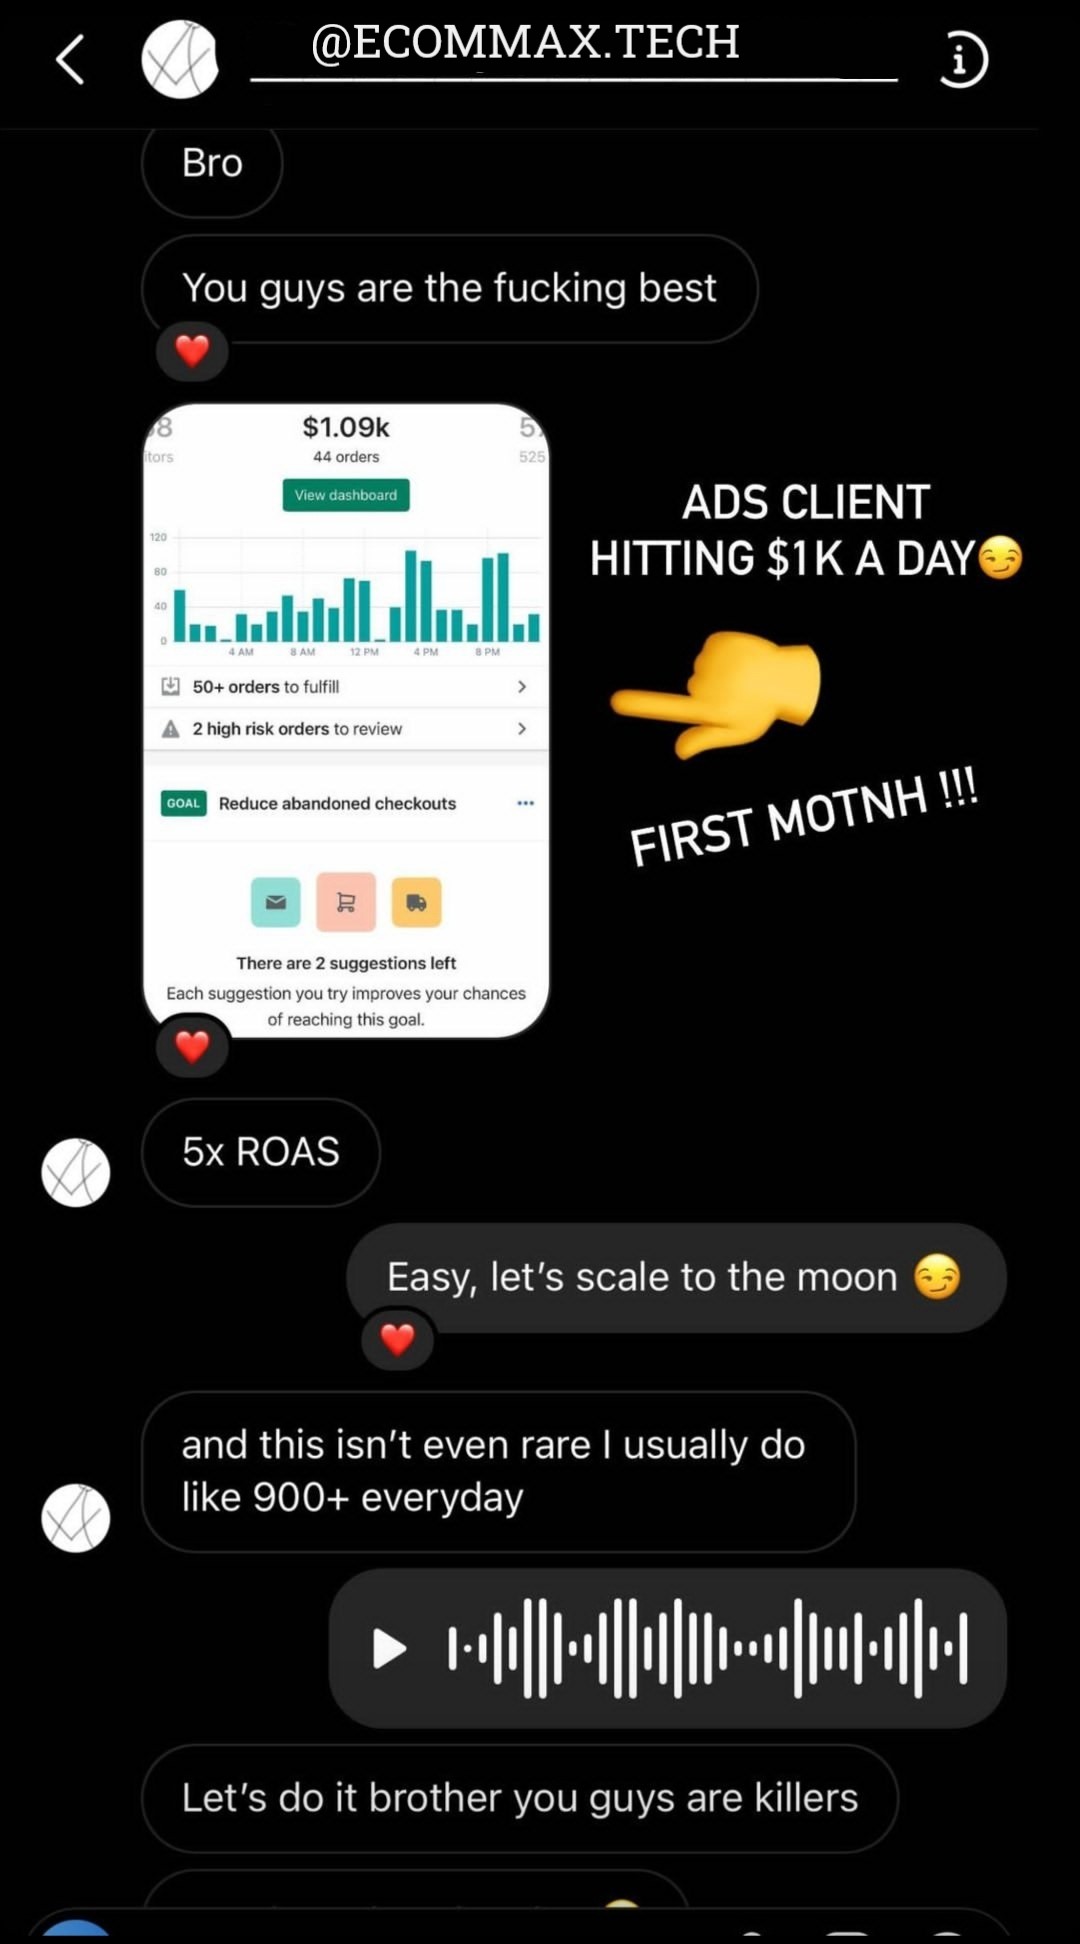 @ECOMMAX.TECH
Bro
You guys are the fucking best
$1.09k
44 orders
525
View dashboard
120
80
40
0
4 AM 8 AM 12 PM 4 PM 8 PM
50+ orders to fulfill
2 high risk orders to review
GOAL Reduce abandoned checkouts
There are 2 suggestions left
Each suggestion you try improves your chances
of reaching this goal.
ADS CLIENT
HITTING $1K A DAY😏
FIRST MOTNH !!!
5x ROAS
Easy, let's scale to the moon 😏
and this isn't even rare I usually do
like 900+ everyday
Let's do it brother you guys are killers